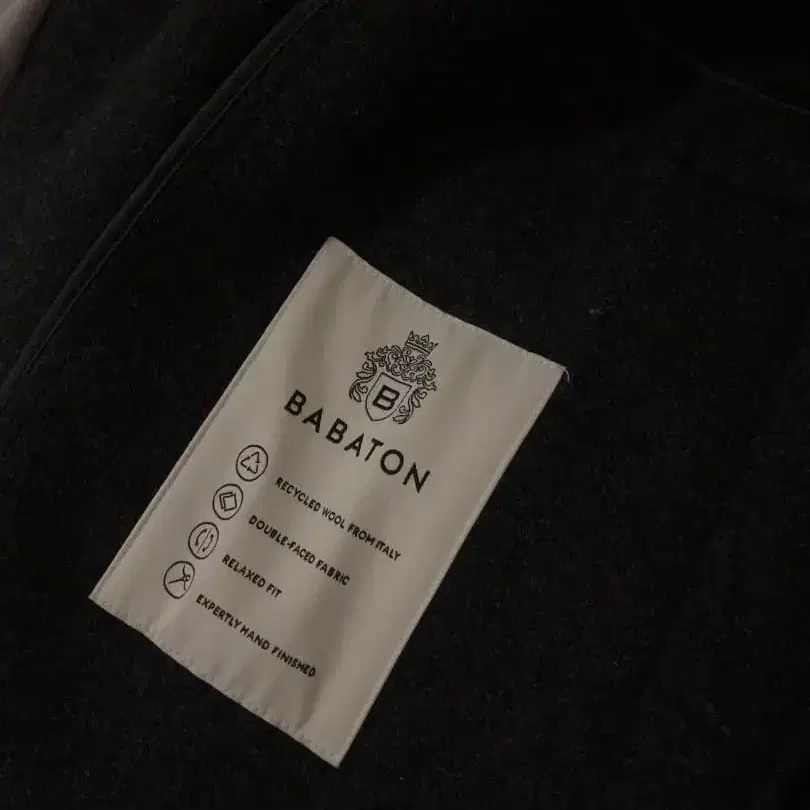 B
BABATON
RECYCLED WOOL FROM ITALY
DOUBLE-FACED FABRIC
RELAXED FIT
EXPERTLY HAND FINISHED